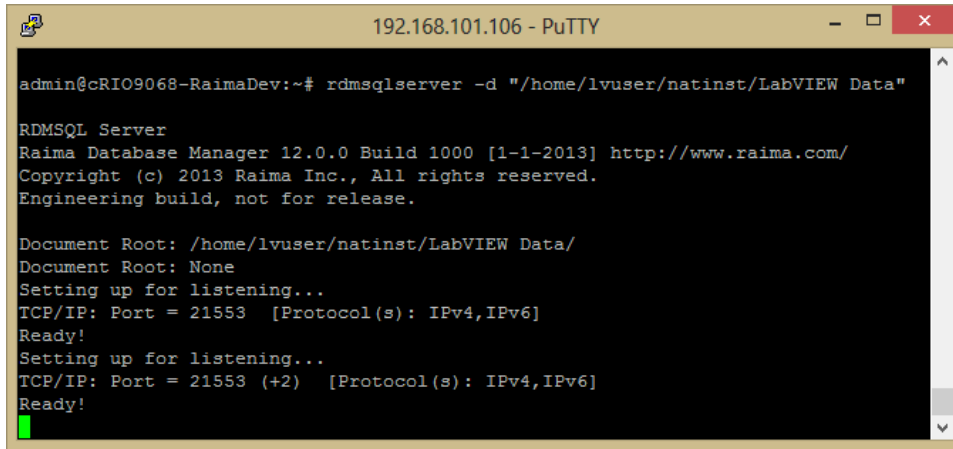 192.168.101.106 - PuTTY
admin@cRIO9068-RaimaDev:~# rdmsqlserver -d "/home/lvuser/natinst/LabVIEW Data"
RDMSQL Server
Raima Database Manager 12.0.0 Build 1000 [1-1-2013] http://www.raima.com/
Copyright (c) 2013 Raima Inc., All rights reserved.
Engineering build, not for release.
Document Root: /home/lvuser/natinst/LabVIEW Data/
Document Root: None
Setting up for listening...
TCP/IP: Port = 21553  [Protocol(s): IPv4,IPv6]
Ready!
Setting up for listening...
TCP/IP: Port = 21553 (+2)  [Protocol(s): IPv4,IPv6]
Ready!